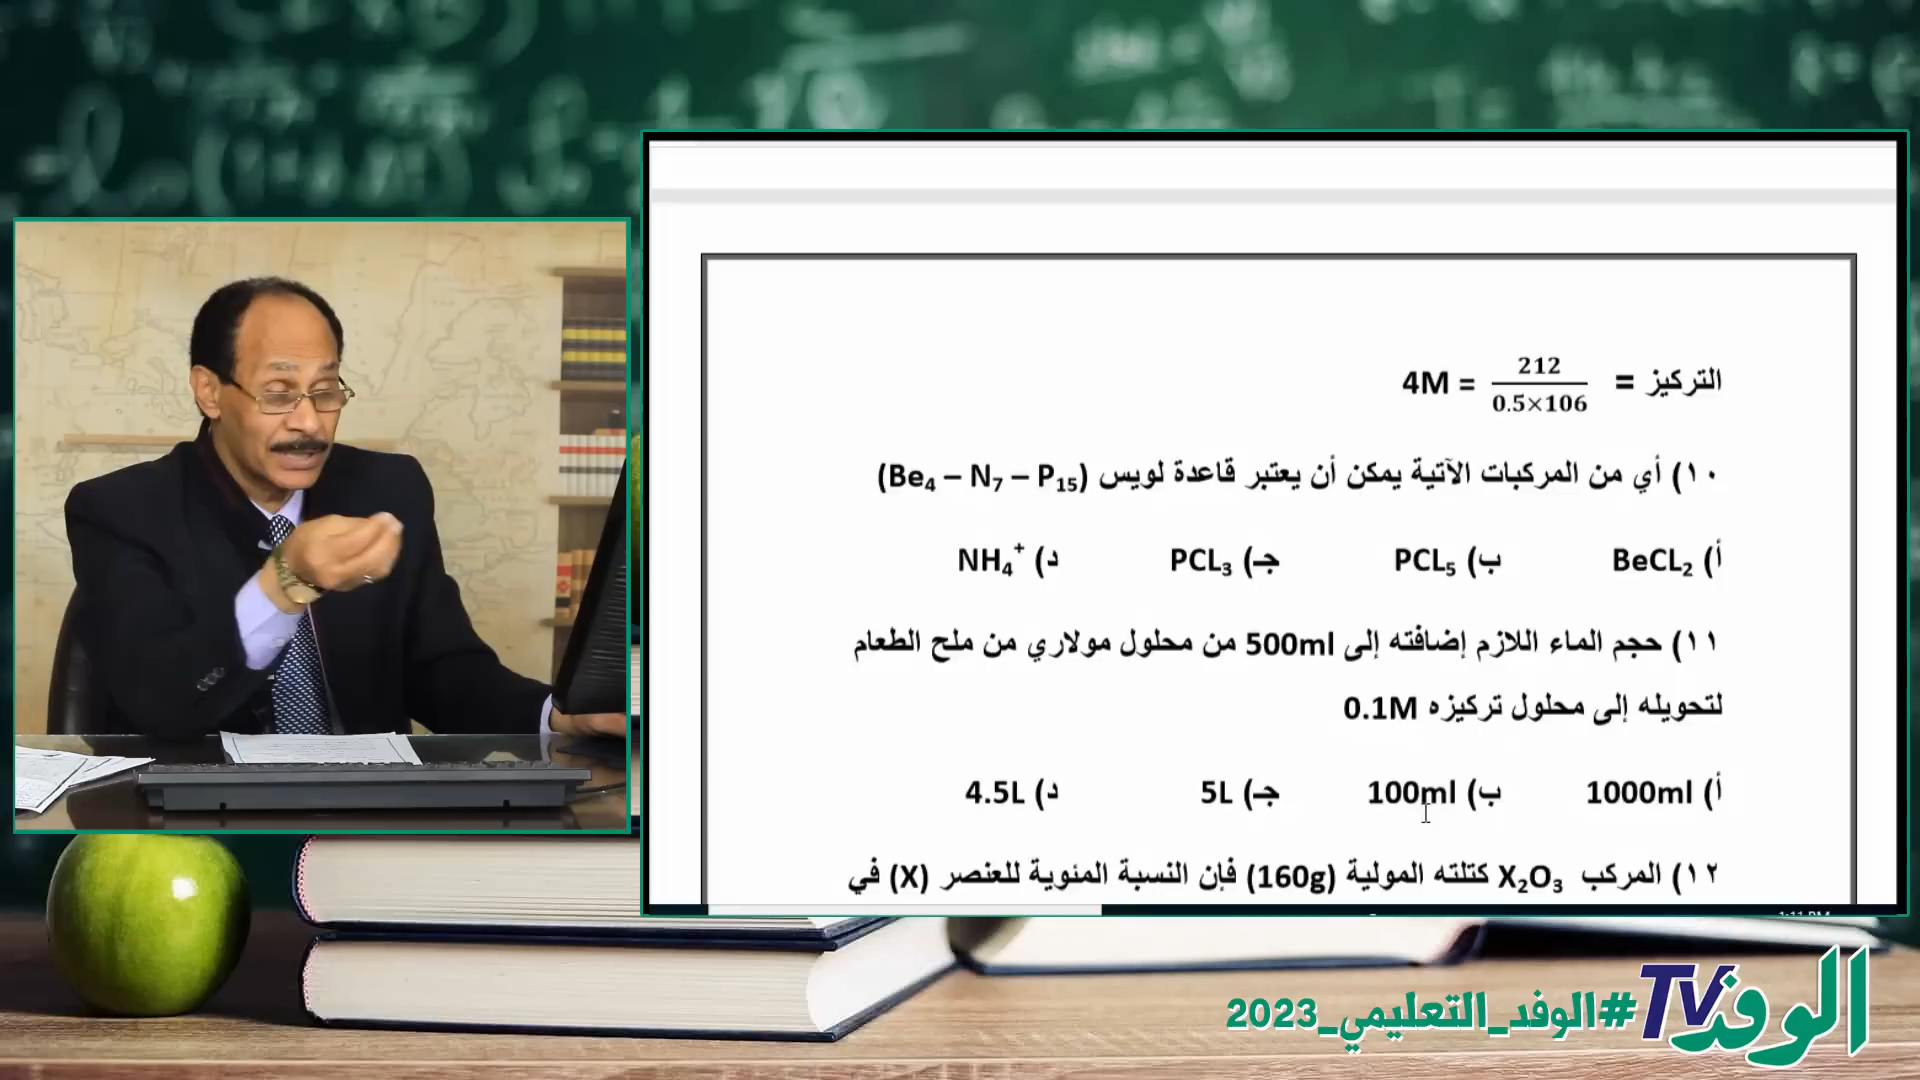 التركيز = 212 / 0.5×106 = 4M
١٠) أي من المركبات الآتية يمكن أن يعتبر قاعدة لويس (Be₄ – N₇ – P₁₅)
أ) BeCL₂ ب) PCL₅ جـ) PCL₃ د) NH₄⁺
١١) حجم الماء اللازم إضافته إلى 500ml من محلول مولاري من ملح الطعام
لتحويله إلى محلول تركيزه 0.1M
أ) 1000ml ب) 100ml جـ) 5L د) 4.5L
١٢) المركب X₂O₃ كتلته المولية (160g) فإن النسبة المئوية للعنصر (X) في
#الوفد_التعليمي_2023
الوفد TV